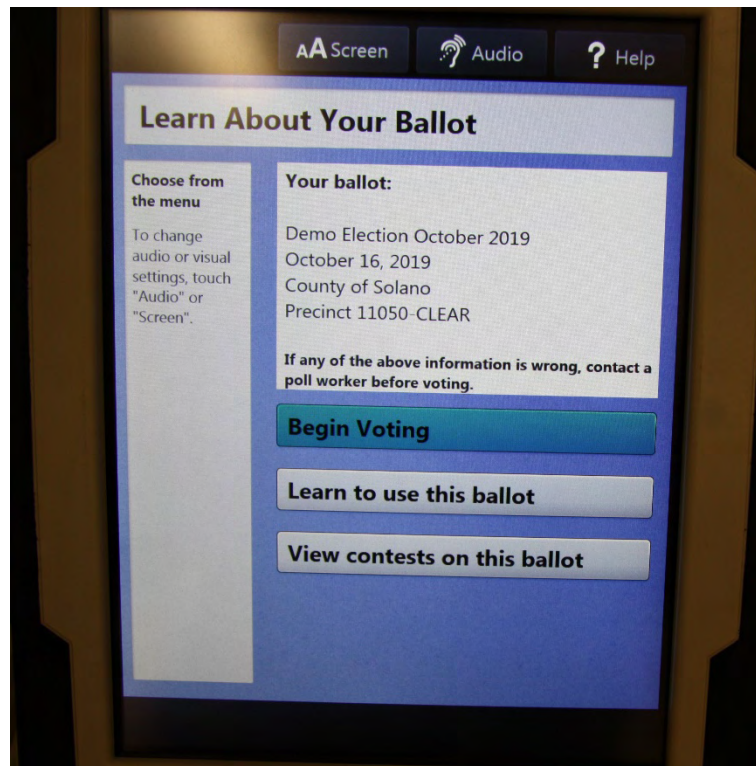 AA Screen
Audio
? Help
Learn About Your Ballot
Choose from
the menu
To change
audio or visual
settings, touch
"Audio" or
"Screen".
Your ballot:
Demo Election October 2019
October 16, 2019
County of Solano
Precinct 11050-CLEAR
If any of the above information is wrong, contact a
poll worker before voting.
Begin Voting
Learn to use this ballot
View contests on this ballot